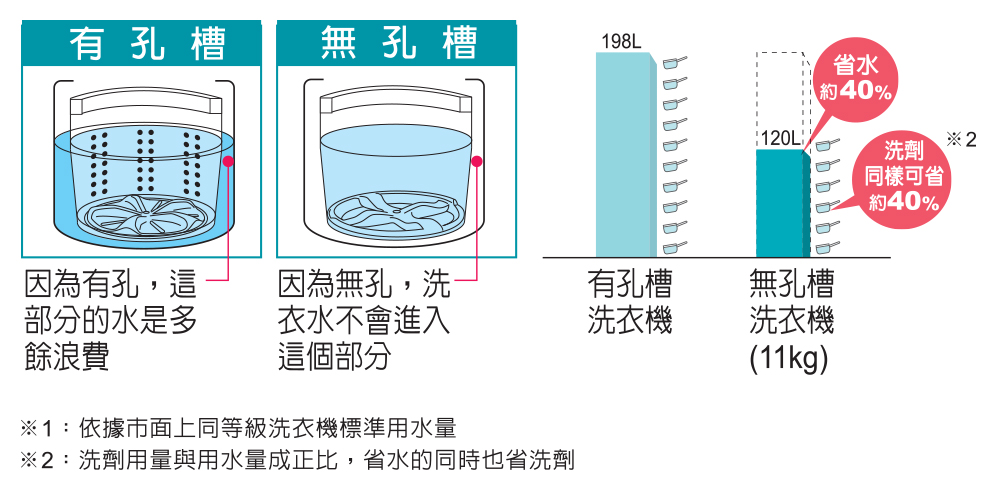 有孔槽
無孔槽
因為有孔，這
部分的水是多
餘浪費
因為無孔，洗
衣水不會進入
這個部分
198L
120L
省水
約40%
洗劑
同樣可省
約40%
※2
有孔槽
洗衣機
無孔槽
洗衣機
(11kg)
※1：依據市面上同等級洗衣機標準用水量
※2：洗劑用量與用水量成正比，省水的同時也省洗劑